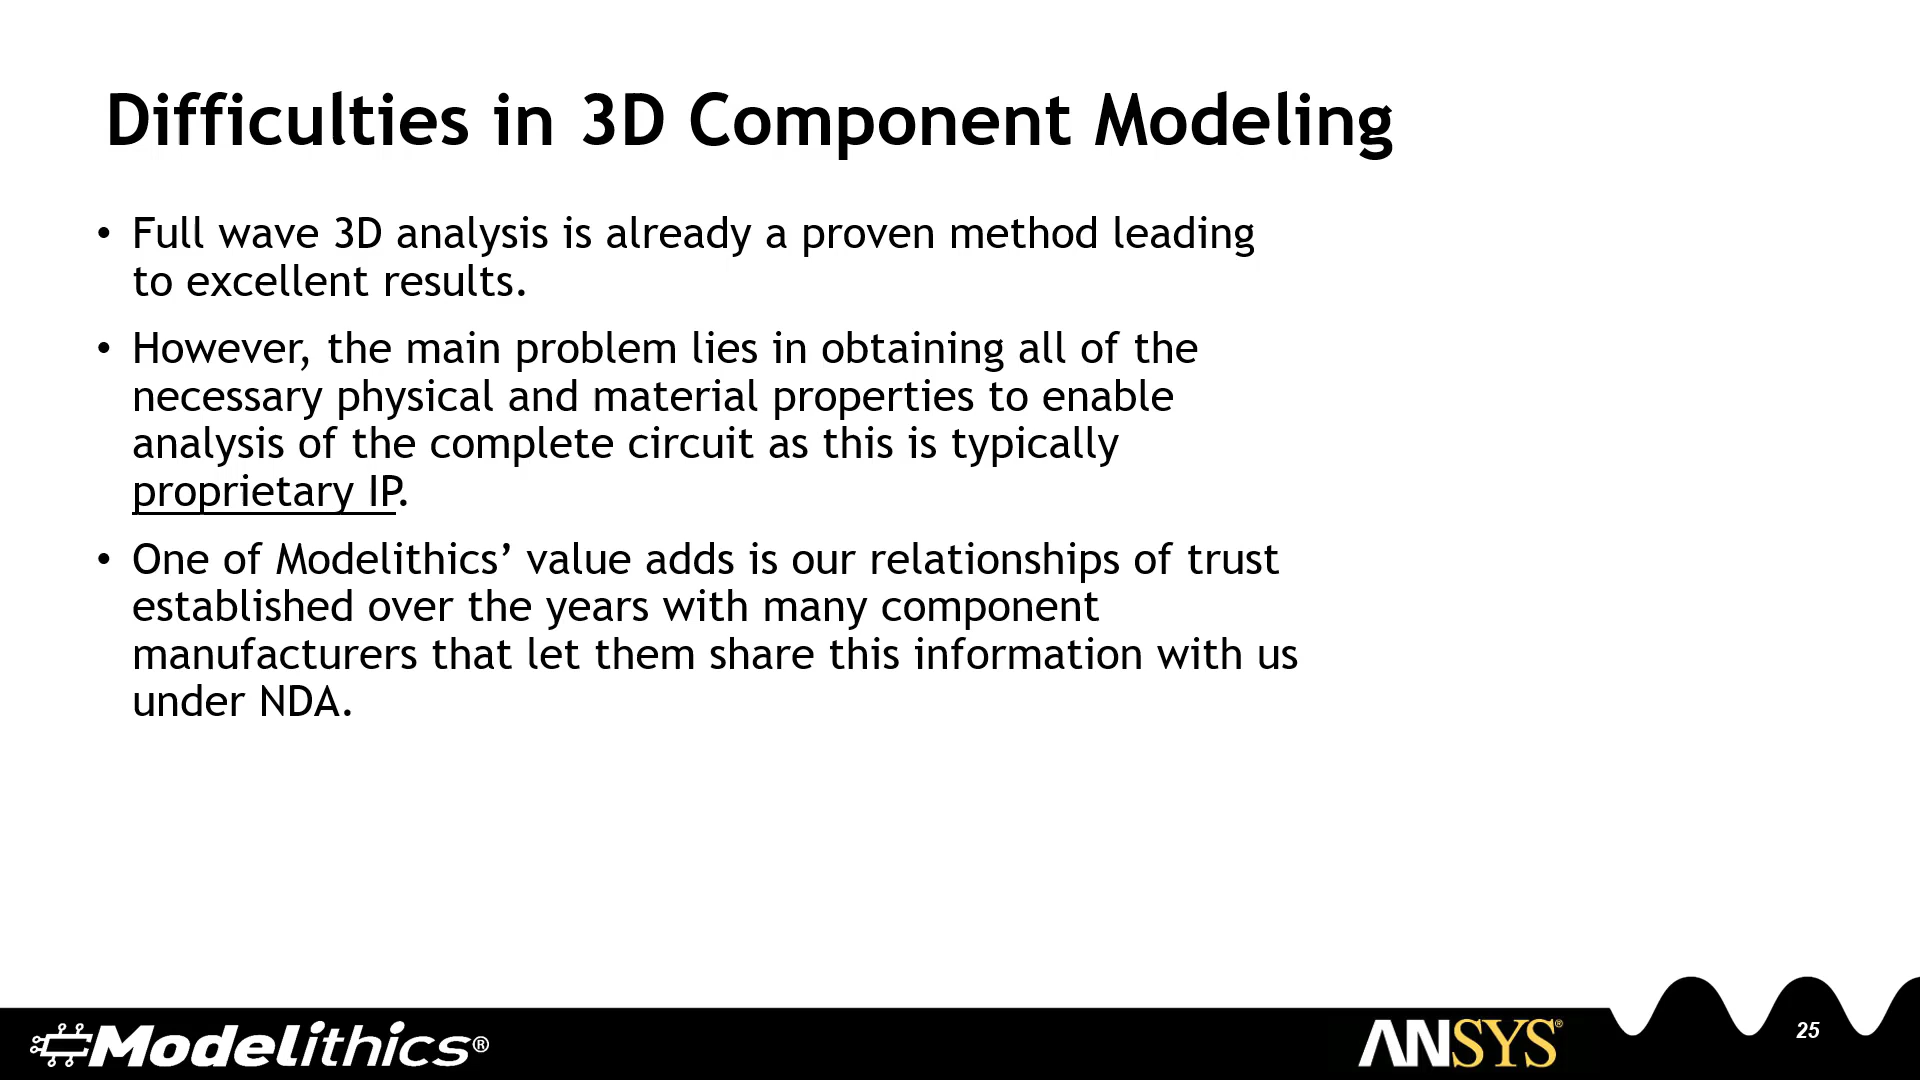 Difficulties in 3D Component Modeling
• Full wave 3D analysis is already a proven method leading
to excellent results.
• However, the main problem lies in obtaining all of the
necessary physical and material properties to enable
analysis of the complete circuit as this is typically
proprietary IP.
• One of Modelithics’ value adds is our relationships of trust
established over the years with many component
manufacturers that let them share this information with us
under NDA.
Modelithics®
ANSYS®
25